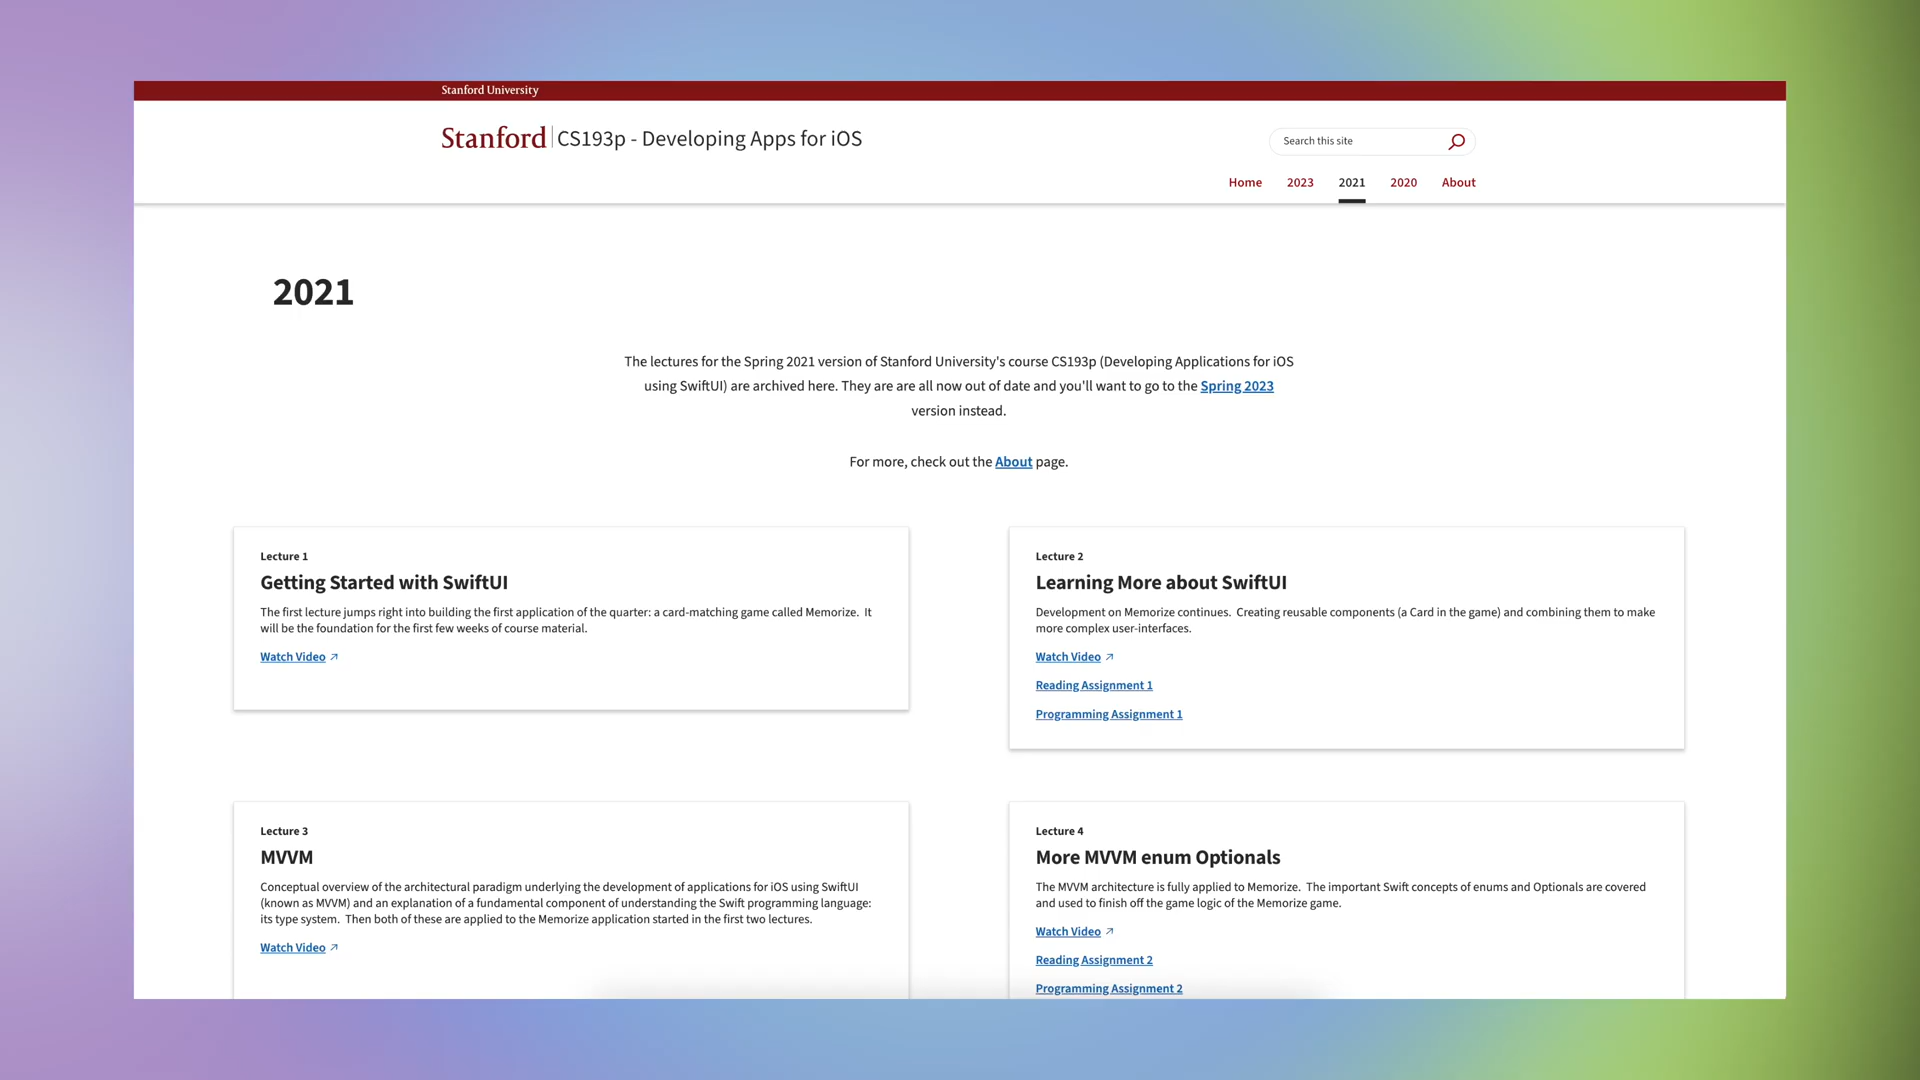 Stanford University
Stanford CS193p - Developing Apps for iOS
Search this site
Home 2023 2021 2020 About
2021
The lectures for the Spring 2021 version of Stanford University's course CS193p (Developing Applications for iOS
using SwiftUI) are archived here. They are are all now out of date and you'll want to go to the Spring 2023
version instead.
For more, check out the About page.
Lecture 1
Getting Started with SwiftUI
The first lecture jumps right into building the first application of the quarter: a card-matching game called Memorize. It
will be the foundation for the first few weeks of course material.
Watch Video
Lecture 2
Learning More about SwiftUI
Development on Memorize continues. Creating reusable components (a Card in the game) and combining them to make
more complex user-interfaces.
Watch Video
Reading Assignment 1
Programming Assignment 1
Lecture 3
MVVM
Conceptual overview of the architectural paradigm underlying the development of applications for iOS using SwiftUI
(known as MVVM) and an explanation of a fundamental component of understanding the Swift programming language:
its type system. Then both of these are applied to the Memorize application started in the first two lectures.
Watch Video
Lecture 4
More MVVM enum Optionals
The MVVM architecture is fully applied to Memorize. The important Swift concepts of enums and Optionals are covered
and used to finish off the game logic of the Memorize game.
Watch Video
Reading Assignment 2
Programming Assignment 2